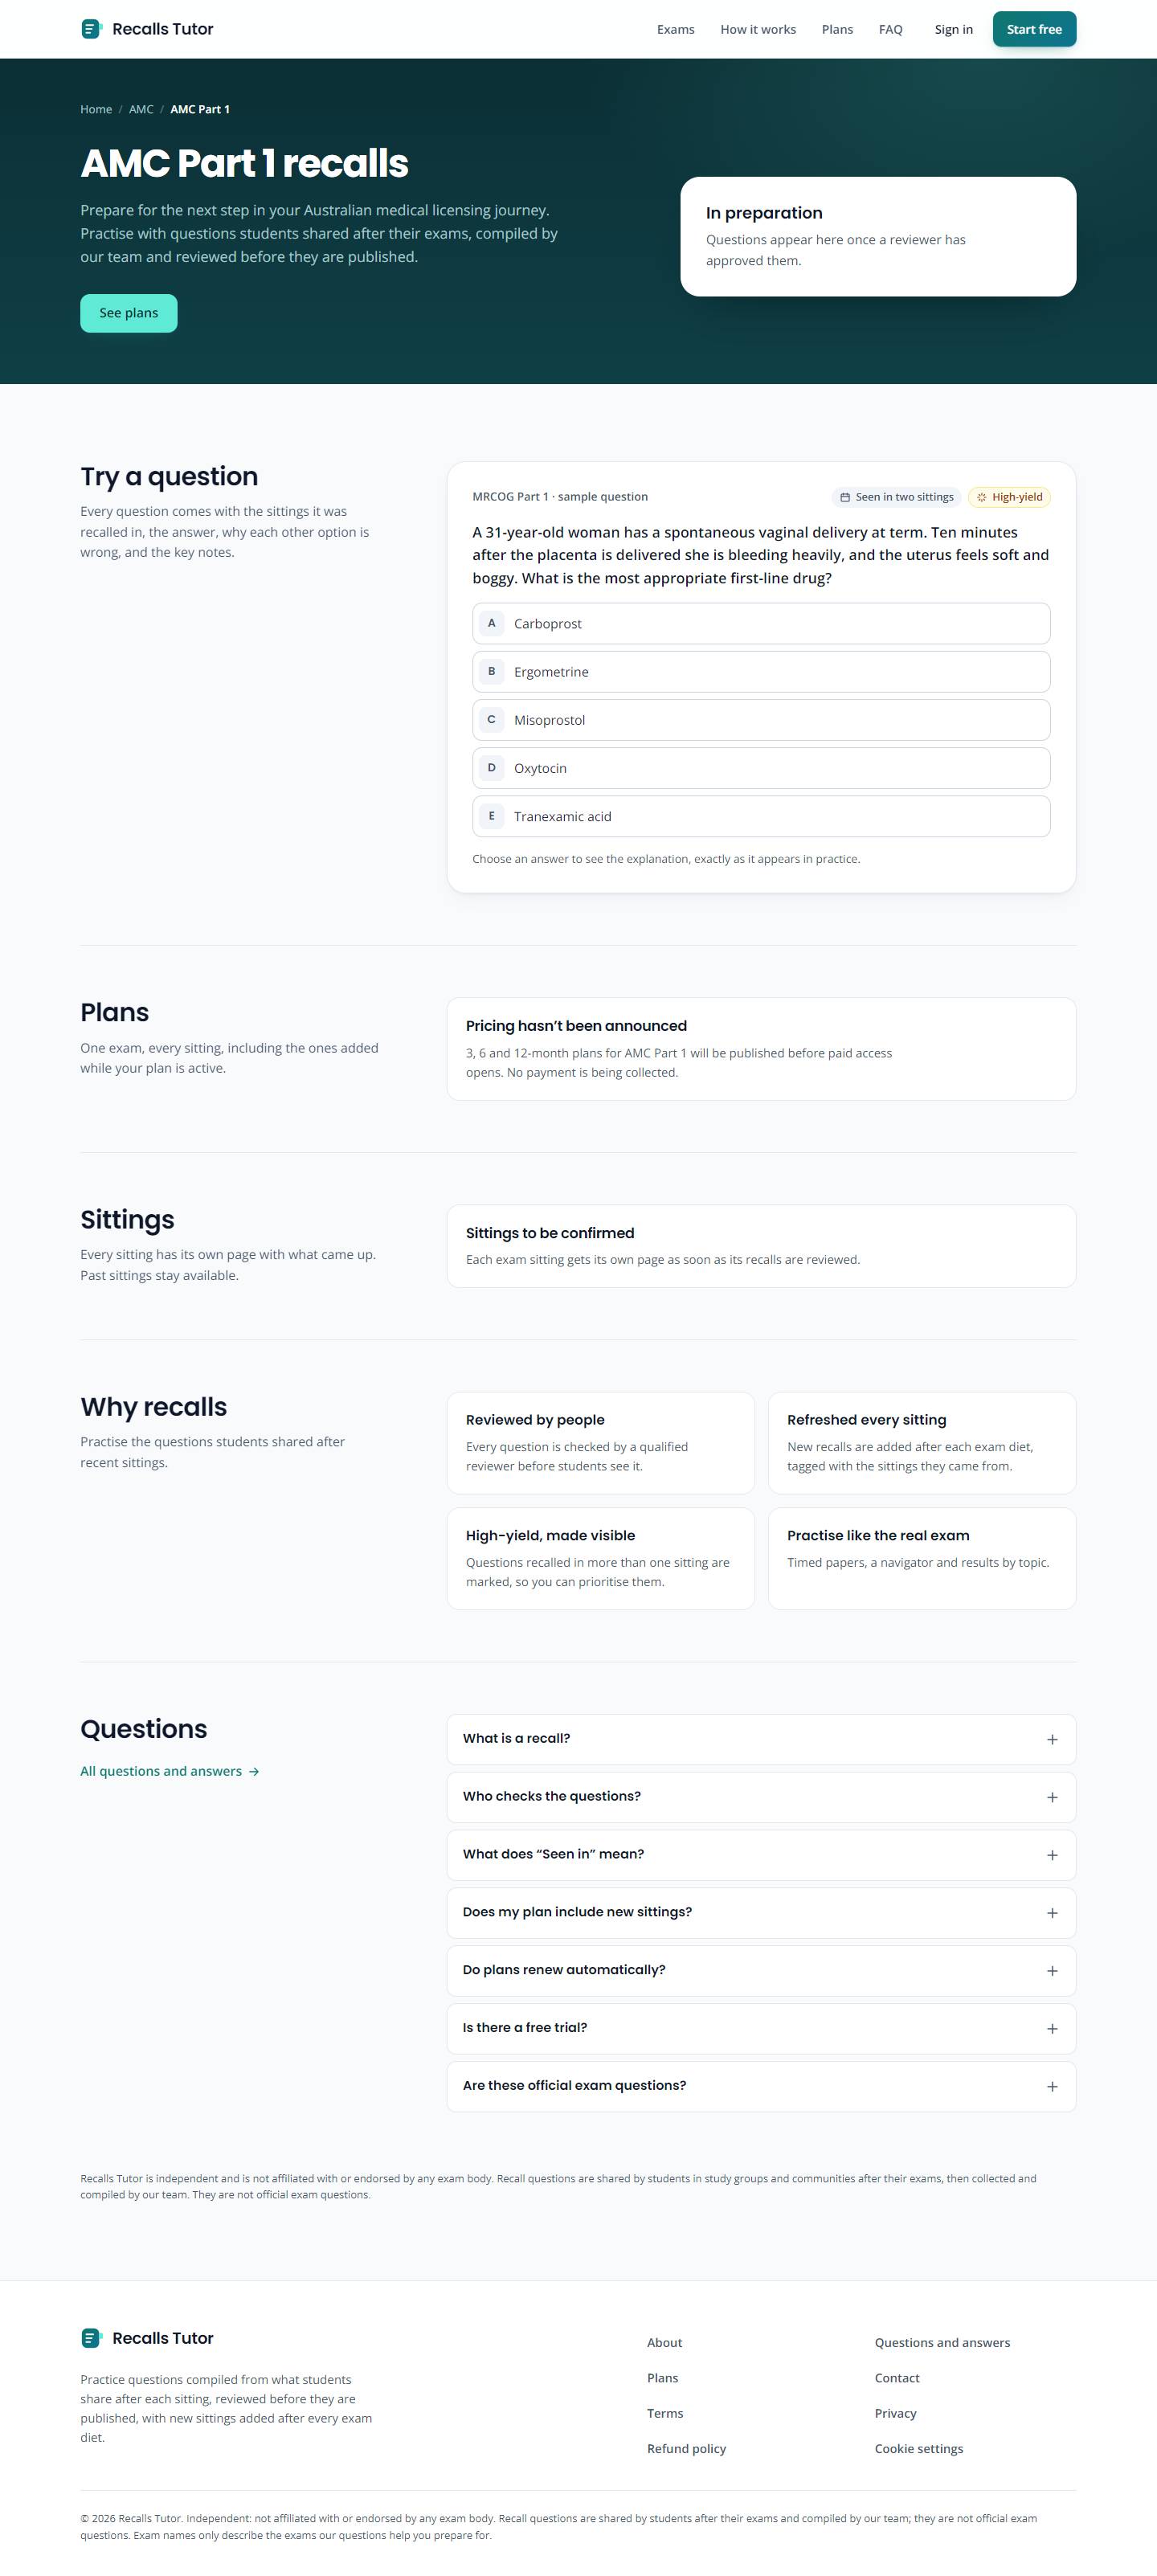 Recalls Tutor
Exams
How it works
Plans
FAQ
Sign in
Start free
Home / AMC / AMC Part 1
AMC Part 1 recalls
Prepare for the next step in your Australian medical licensing journey.
Practise with questions students shared after their exams, compiled by
our team and reviewed before they are published.
See plans
In preparation
Questions appear here once a reviewer has
approved them.
Try a question
Every question comes with the sittings it was
recalled in, the answer, why each other option is
wrong, and the key notes.
MRCOG Part 1 · sample question
Seen in two sittings
High-yield
A 31-year-old woman has a spontaneous vaginal delivery at term. Ten minutes
after the placenta is delivered she is bleeding heavily, and the uterus feels soft and
boggy. What is the most appropriate first-line drug?
A Carboprost
B Ergometrine
C Misoprostol
D Oxytocin
E Tranexamic acid
Choose an answer to see the explanation, exactly as it appears in practice.
Plans
One exam, every sitting, including the ones added
while your plan is active.
Pricing hasn’t been announced
3, 6 and 12-month plans for AMC Part 1 will be published before paid access
opens. No payment is being collected.
Sittings
Every sitting has its own page with what came up.
Past sittings stay available.
Sittings to be confirmed
Each exam sitting gets its own page as soon as its recalls are reviewed.
Why recalls
Practise the questions students shared after
recent sittings.
Reviewed by people
Every question is checked by a qualified
reviewer before students see it.
Refreshed every sitting
New recalls are added after each exam diet,
tagged with the sittings they came from.
High-yield, made visible
Questions recalled in more than one sitting are
marked, so you can prioritise them.
Practise like the real exam
Timed papers, a navigator and results by topic.
Questions
All questions and answers →
What is a recall?
Who checks the questions?
What does “Seen in” mean?
Does my plan include new sittings?
Do plans renew automatically?
Is there a free trial?
Are these official exam questions?
Recalls Tutor is independent and is not affiliated with or endorsed by any exam body. Recall questions are shared by students in study groups and communities after their exams, then collected and
compiled by our team. They are not official exam questions.
Recalls Tutor
Practice questions compiled from what students
share after each sitting, reviewed before they are
published, with new sittings added after every exam
diet.
About
Plans
Terms
Refund policy
Questions and answers
Contact
Privacy
Cookie settings
© 2026 Recalls Tutor. Independent: not affiliated with or endorsed by any exam body. Recall questions are shared by students after their exams and compiled by our team; they are not official exam
questions. Exam names only describe the exams our questions help you prepare for.